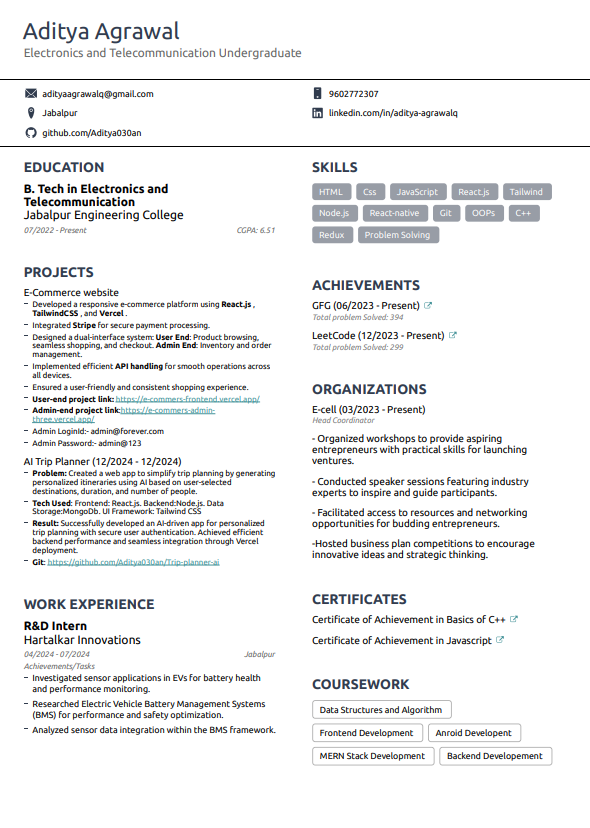 Aditya Agrawal
Electronics and Telecommunication Undergraduate
adityaagrawalq@gmail.com
9602772307
Jabalpur
linkedin.com/in/aditya-agrawalq
github.com/Aditya030an
EDUCATION
B. Tech in Electronics and
Telecommunication
Jabalpur Engineering College
07/2022 - Present
CGPA: 6.51
PROJECTS
E-Commerce website
– Developed a responsive e-commerce platform using React.js ,
TailwindCSS , and Vercel .
– Integrated Stripe for secure payment processing.
– Designed a dual-interface system: User End: Product browsing,
seamless shopping, and checkout. Admin End: Inventory and order
management.
– Implemented efficient API handling for smooth operations across
all devices.
– Ensured a user-friendly and consistent shopping experience.
– User-end project link: https://e-commers-frontend.vercel.app/
– Admin-end project link:https://e-commers-admin-
three.vercel.app/
– Admin LoginId:- admin@forever.com
– Admin Password:- admin@123
AI Trip Planner (12/2024 - 12/2024)
– Problem: Created a web app to simplify trip planning by generating
personalized itineraries using AI based on user-selected
destinations, duration, and number of people.
– Tech Used: Frontend: React.js. Backend:Node.js. Data
Storage:MongoDb. UI Framework: Tailwind CSS
– Result: Successfully developed an AI-driven app for personalized
trip planning with secure user authentication. Achieved efficient
backend performance and seamless integration through Vercel
deployment.
– Git: https://github.com/Aditya030an/Trip-planner-ai
WORK EXPERIENCE
R&D Intern
Hartalkar Innovations
04/2024 - 07/2024
Jabalpur
Achievements/Tasks
– Investigated sensor applications in EVs for battery health
and performance monitoring.
– Researched Electric Vehicle Battery Management Systems
(BMS) for performance and safety optimization.
– Analyzed sensor data integration within the BMS framework.
SKILLS
HTML Css JavaScript React.js Tailwind
Node.js React-native Git OOPs C++
Redux Problem Solving
ACHIEVEMENTS
GFG (06/2023 - Present)
Total problem Solved: 394
LeetCode (12/2023 - Present)
Total problem Solved: 299
ORGANIZATIONS
E-cell (03/2023 - Present)
Head Coordinator
- Organized workshops to provide aspiring
entrepreneurs with practical skills for launching
ventures.
- Conducted speaker sessions featuring industry
experts to inspire and guide participants.
- Facilitated access to resources and networking
opportunities for budding entrepreneurs.
-Hosted business plan competitions to encourage
innovative ideas and strategic thinking.
CERTIFICATES
Certificate of Achievement in Basics of C++
Certificate of Achievement in Javascript
COURSEWORK
Data Structures and Algorithm
Frontend Development Anroid Developent
MERN Stack Development Backend Developement